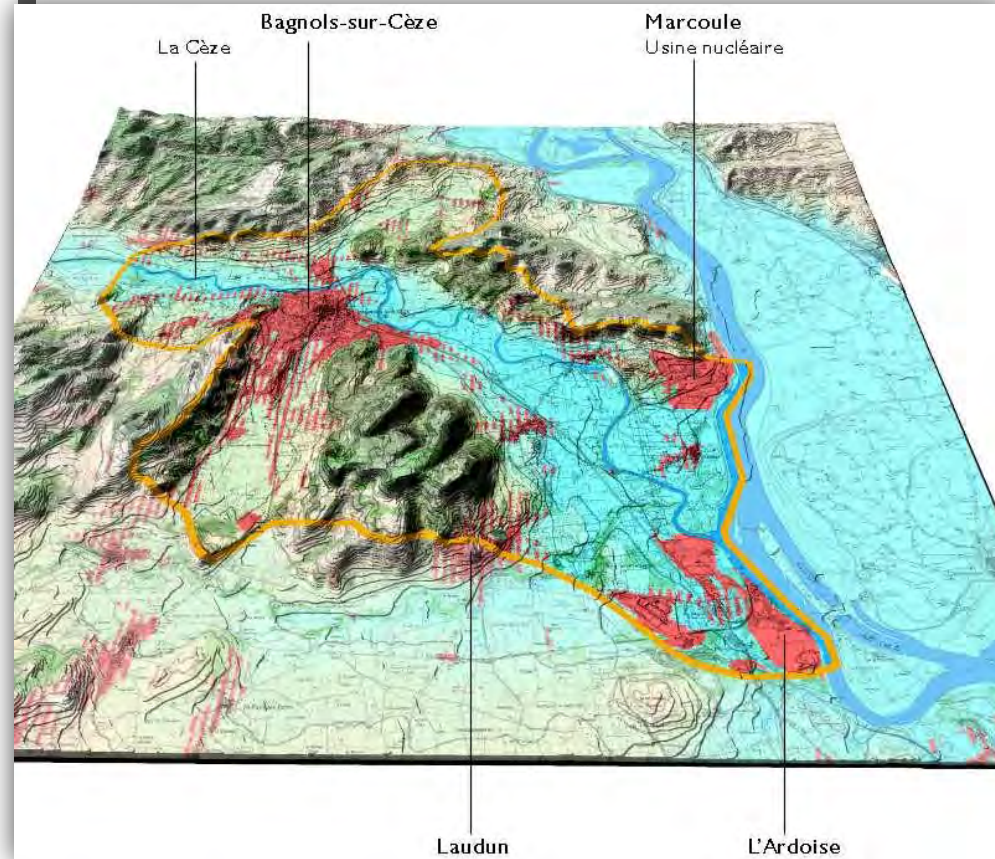 Bagnols-sur-Cèze
La Cèze
Marcoule
Usine nucléaire
Laudun
L'Ardoise